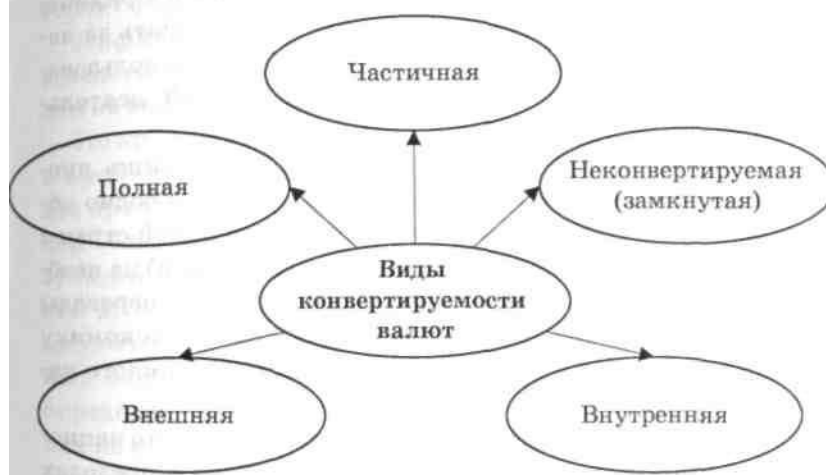 Частичная
Полная
Неконвертируемая
(замкнутая)
Виды
конвертируемости
валют
Внешняя
Внутренняя